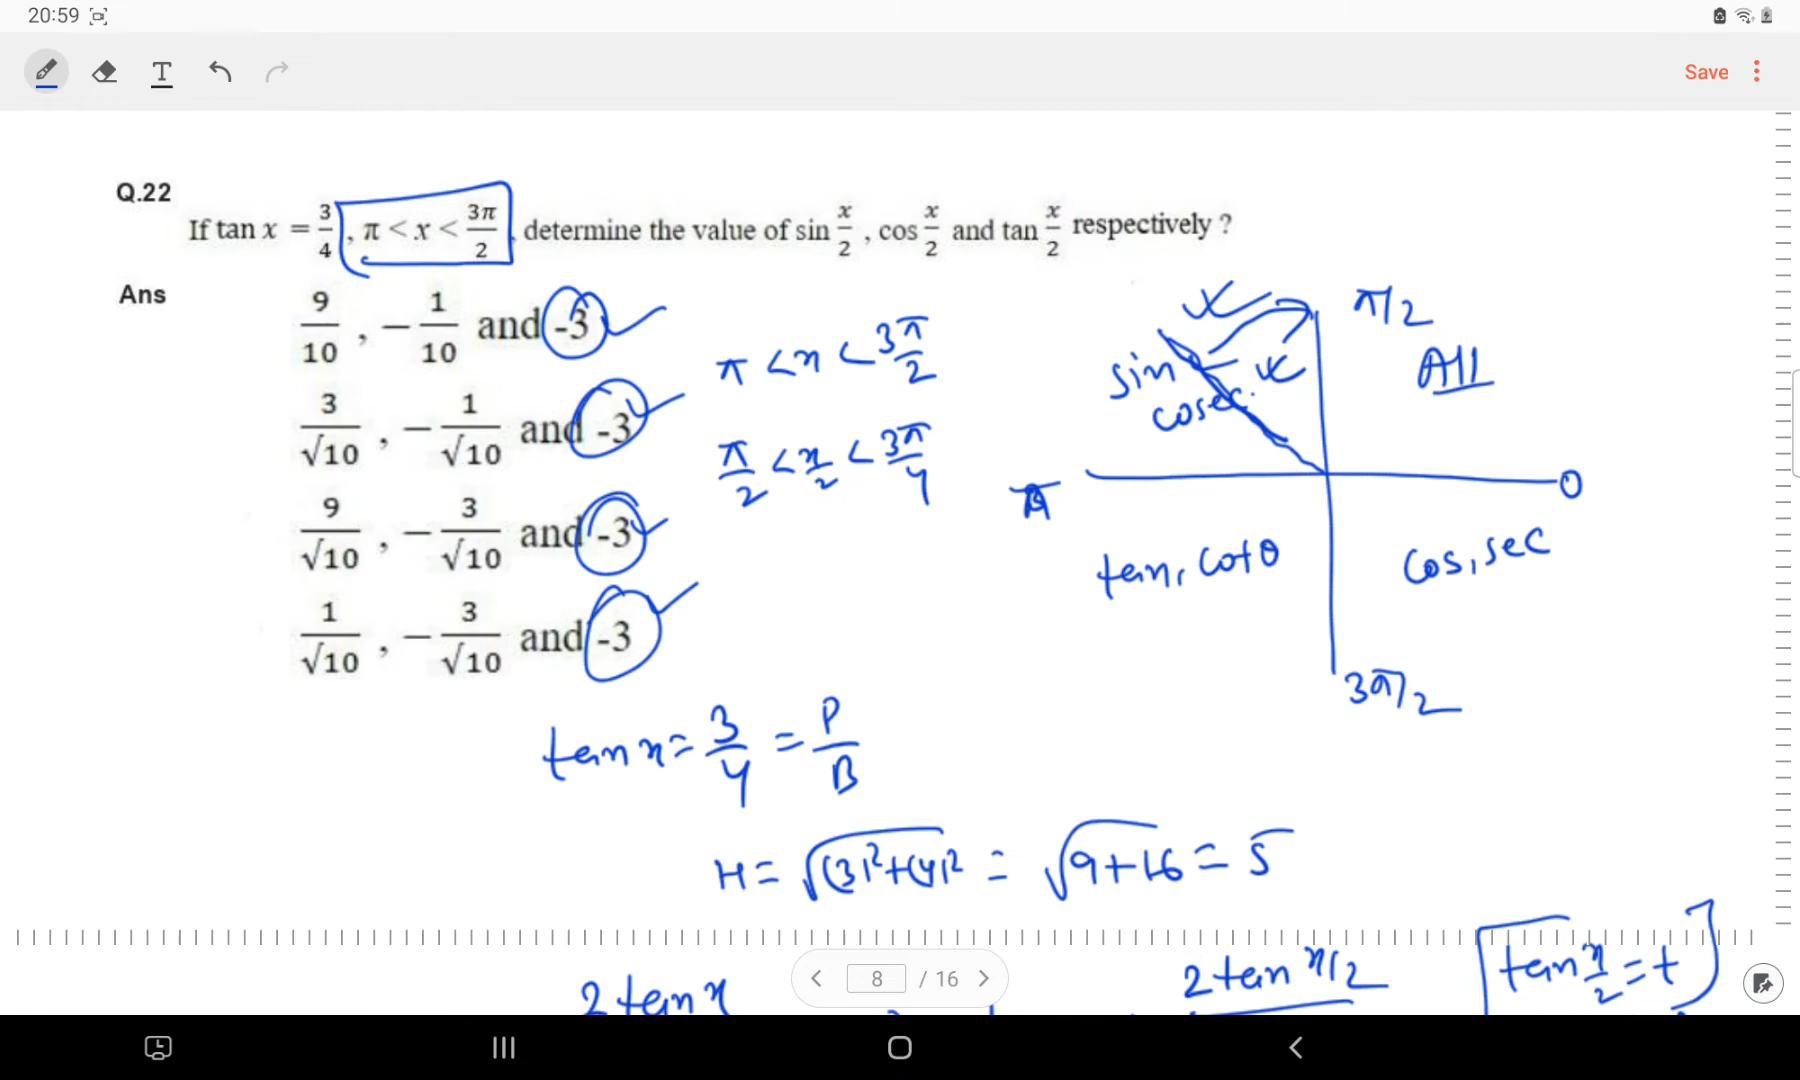 20:59
Save
Q.22
If tan x = 3/4, π < x < 3π/2, determine the value of sin x/2, cos x/2 and tan x/2 respectively ?
Ans
9/10, − 1/10 and -3
3/√10, − 1/√10 and -3
9/√10, − 3/√10 and -3
1/√10, − 3/√10 and -3
π < x < 3π/2
π/2 < x/2 < 3π/4
π/2
sin
cosec
All
π
0
tan, cotθ
cos, sec
3π/2
tan x = 3/4 = P/B
H = √(3)²+(4)² = √9+16 = 5
2 tan x
2 tan x/2
tan x/2 = t
8 / 16